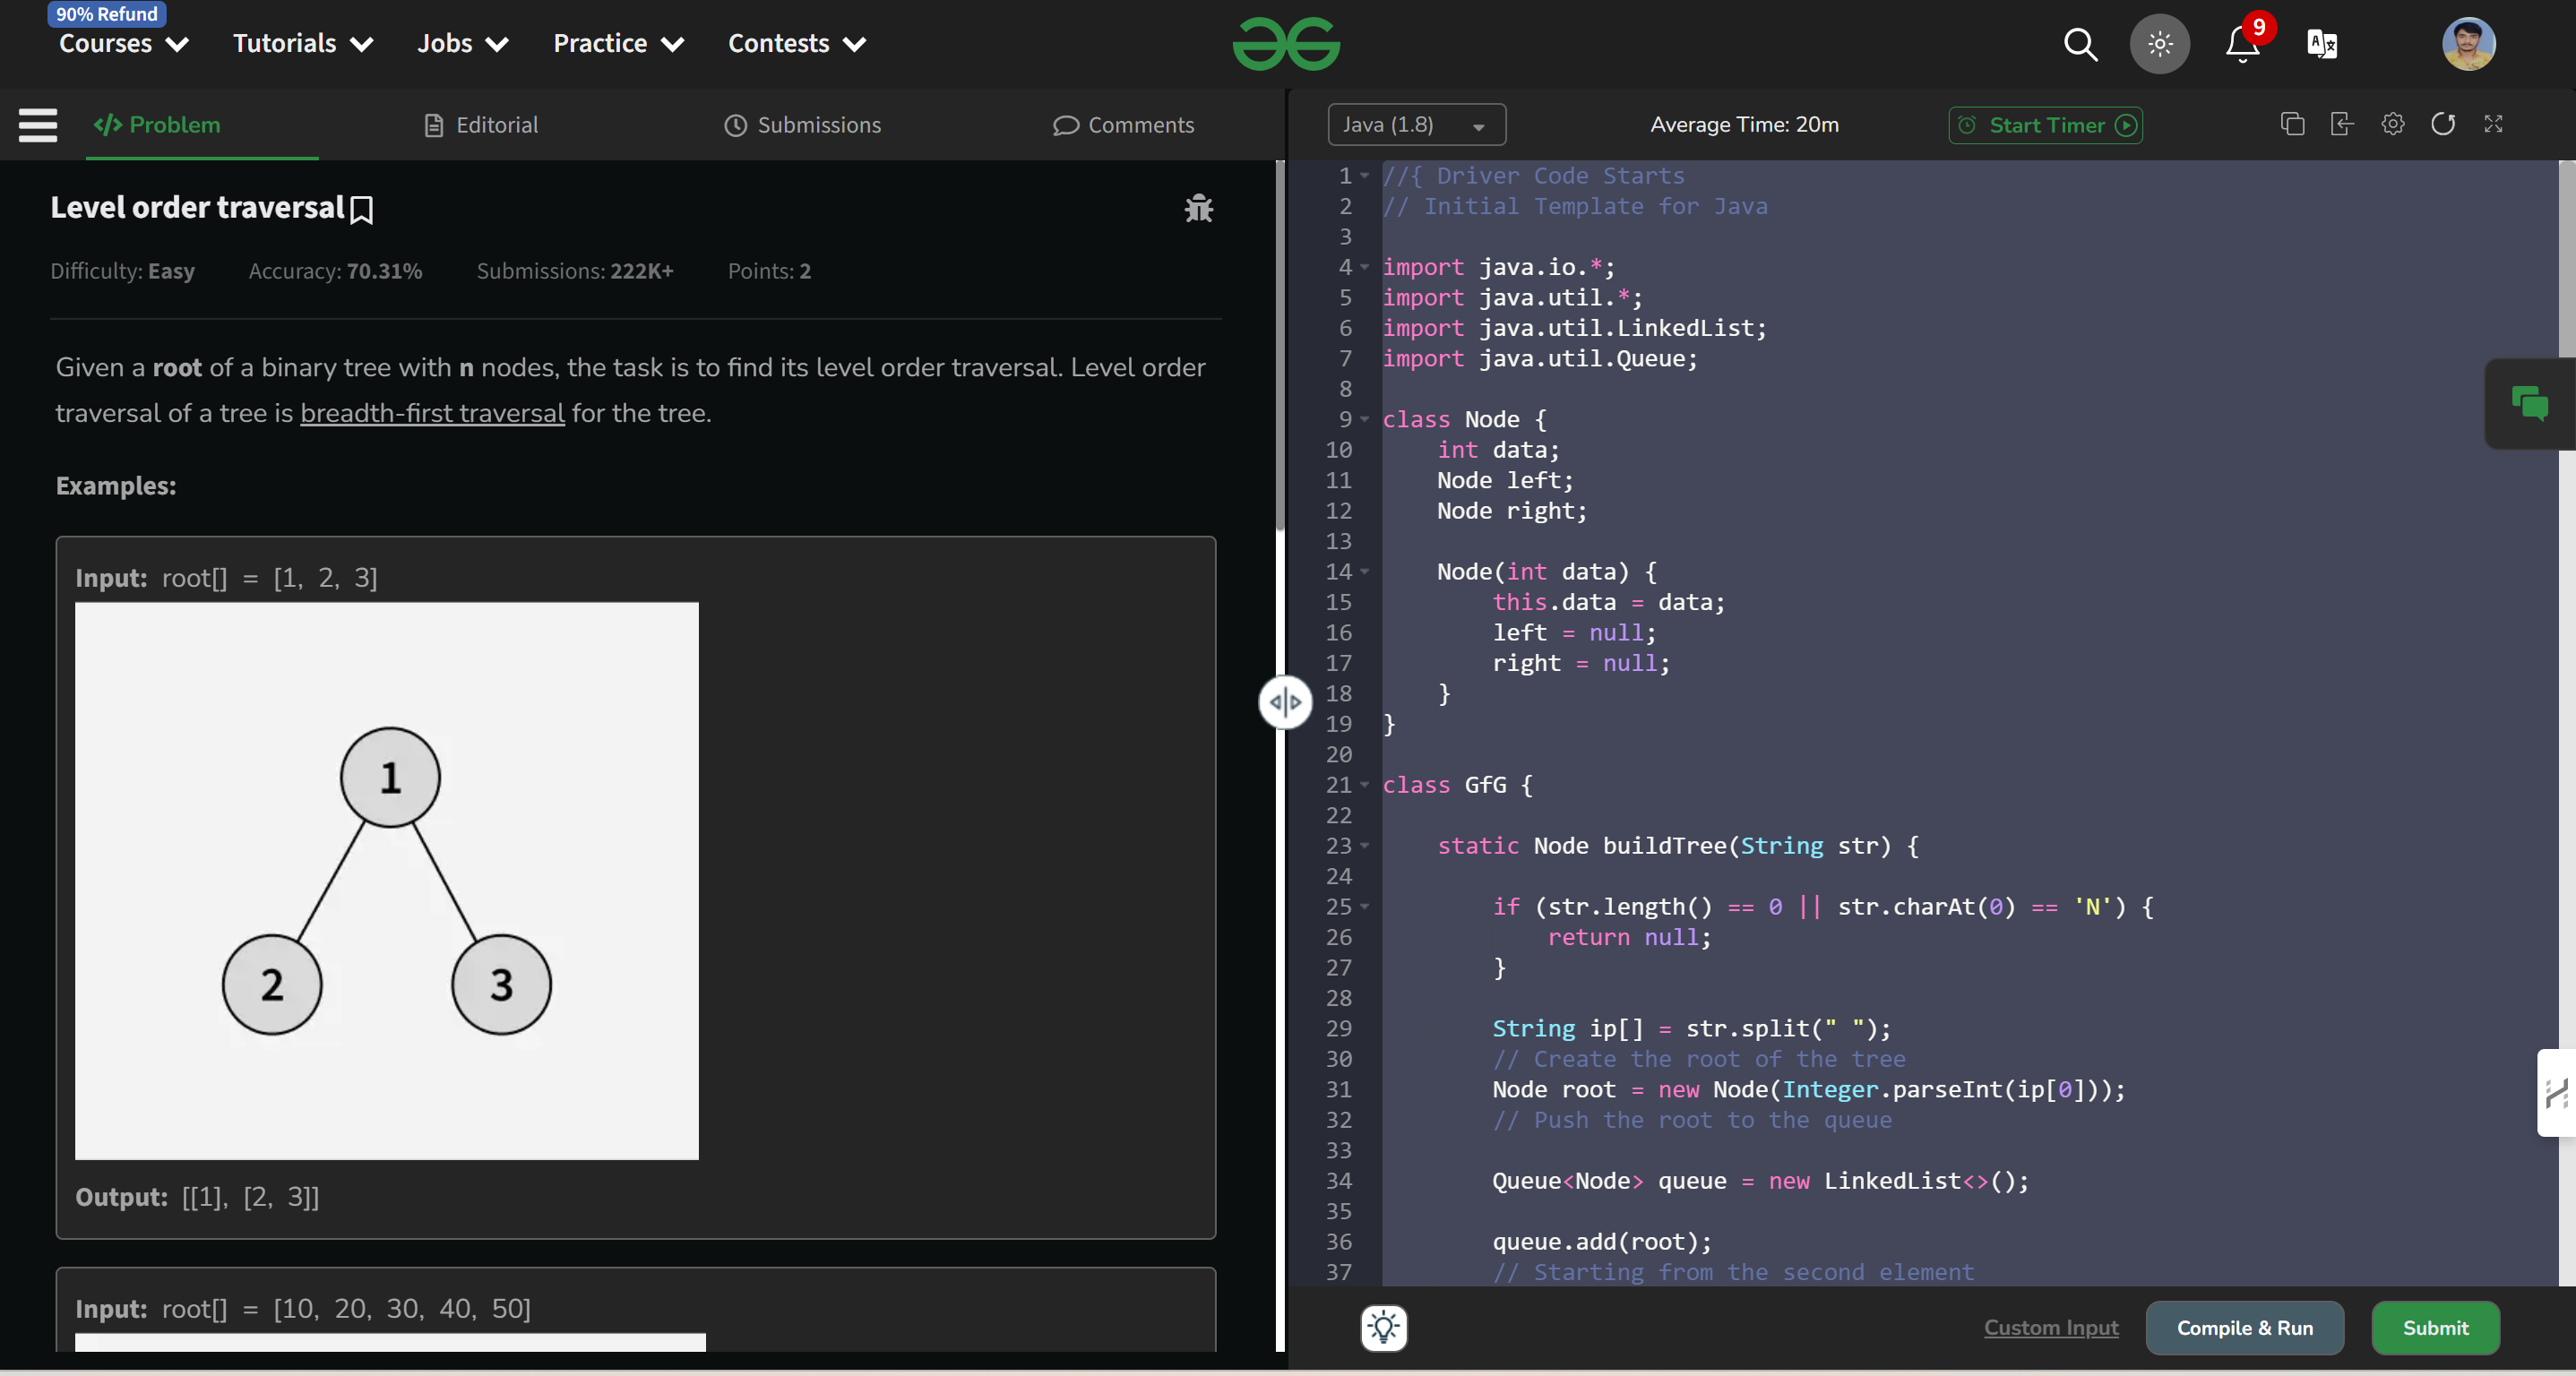 90% Refund
Courses Tutorials Jobs Practice Contests
9
Problem Editorial Submissions Comments
Level order traversal
Difficulty: Easy Accuracy: 70.31% Submissions: 222K+ Points: 2
Given a root of a binary tree with n nodes, the task is to find its level order traversal. Level order
traversal of a tree is breadth-first traversal for the tree.
Examples:
Input: root[] = [1, 2, 3]
1
2 3
Output: [[1], [2, 3]]
Input: root[] = [10, 20, 30, 40, 50]
Java (1.8) Average Time: 20m Start Timer
1 //{ Driver Code Starts
2 // Initial Template for Java
3
4 import java.io.*;
5 import java.util.*;
6 import java.util.LinkedList;
7 import java.util.Queue;
8
9 class Node {
10 int data;
11 Node left;
12 Node right;
13
14 Node(int data) {
15 this.data = data;
16 left = null;
17 right = null;
18 }
19 }
20
21 class GfG {
22
23 static Node buildTree(String str) {
24
25 if (str.length() == 0 || str.charAt(0) == 'N') {
26 return null;
27 }
28
29 String ip[] = str.split(" ");
30 // Create the root of the tree
31 Node root = new Node(Integer.parseInt(ip[0]));
32 // Push the root to the queue
33
34 Queue<Node> queue = new LinkedList<>();
35
36 queue.add(root);
37 // Starting from the second element
Custom Input Compile & Run Submit